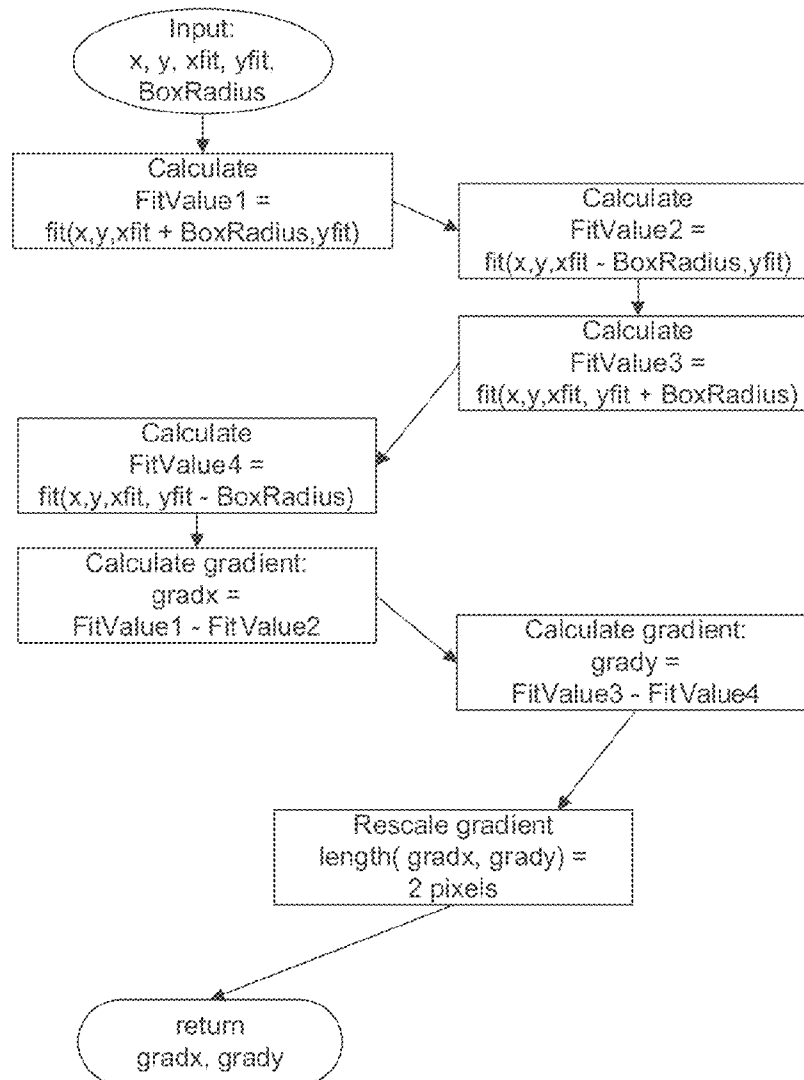 Input:
x, y, xfit, yfit,
BoxRadius
Calculate
FitValue1 =
fit(x,y,xfit + BoxRadius,yfit)
Calculate
FitValue2 =
fit(x,y,xfit - BoxRadius,yfit)
Calculate
FitValue3 =
fit(x,y,xfit, yfit + BoxRadius)
Calculate
FitValue4 =
fit(x,y,xfit, yfit - BoxRadius)
Calculate gradient:
gradx =
FitValue1 - FitValue2
Calculate gradient:
grady =
FitValue3 - FitValue4
Rescale gradient
length( gradx, grady) =
2 pixels
return
gradx, grady